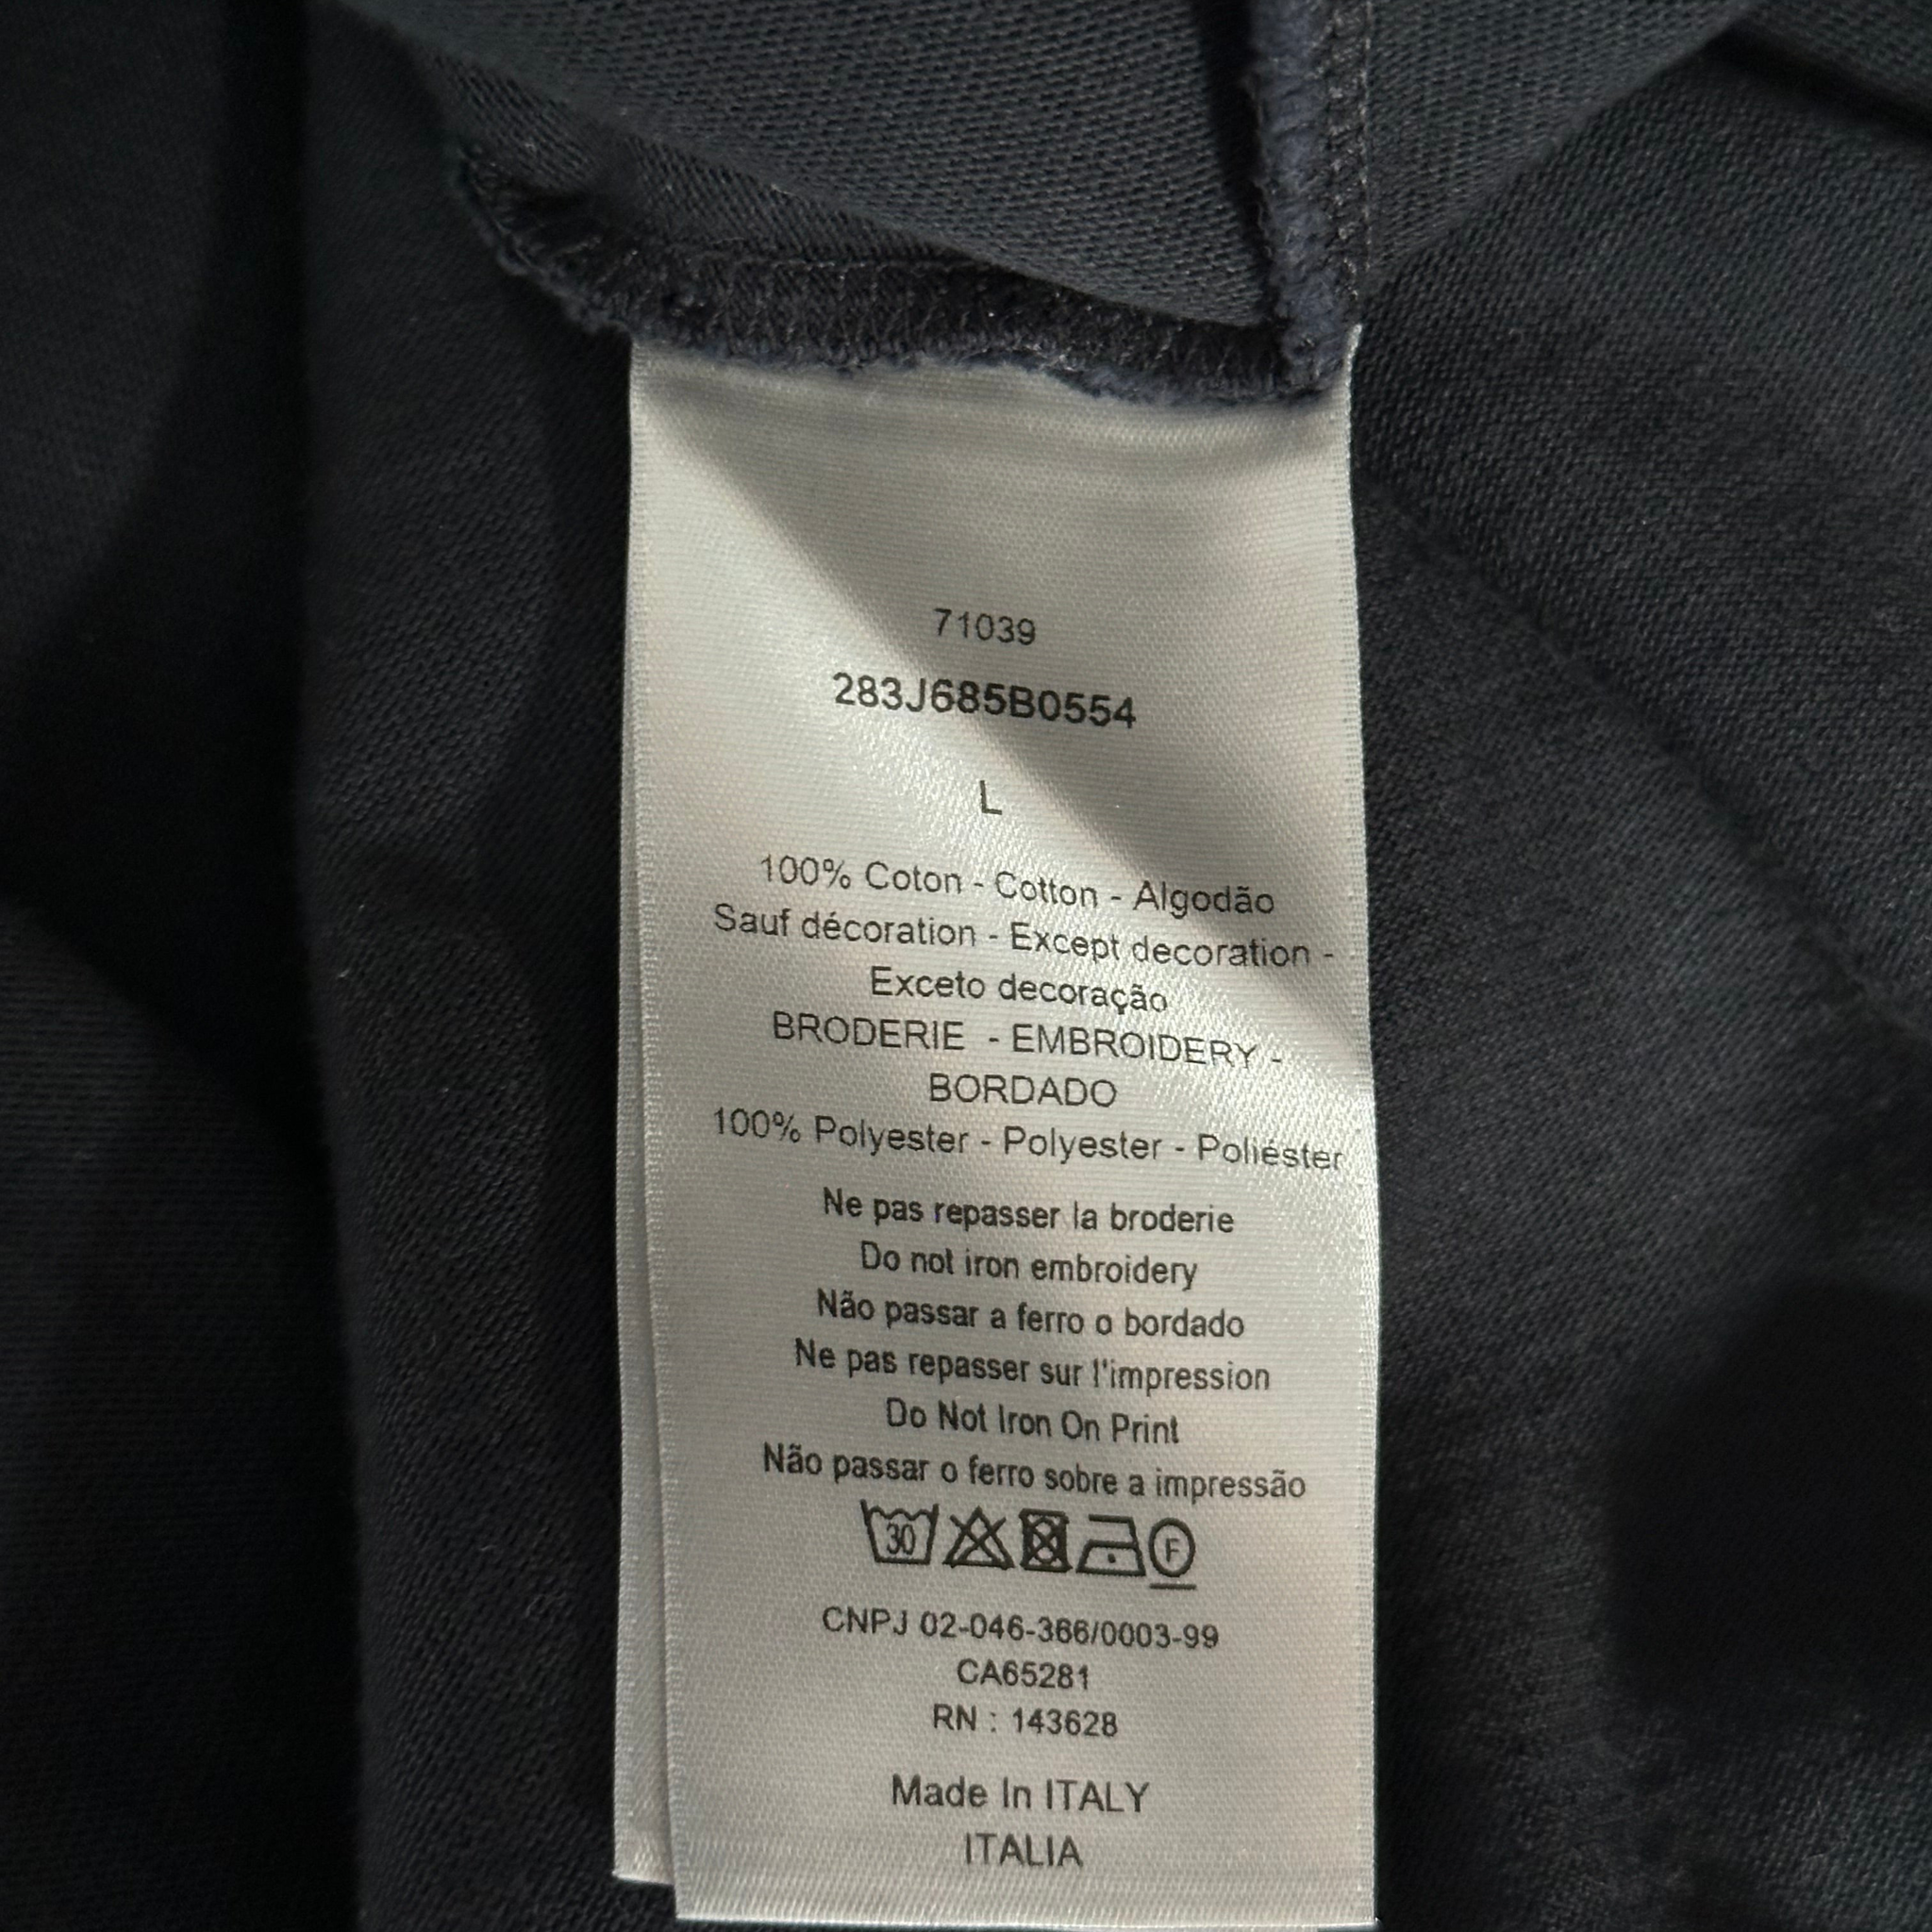 71039
283J685B0554
L
100% Coton - Cotton - Algodão
Sauf décoration - Except decoration -
Exceto decoração
BRODERIE - EMBROIDERY -
BORDADO
100% Polyester - Polyester - Poliéster
Ne pas repasser la broderie
Do not iron embroidery
Não passar a ferro o bordado
Ne pas repasser sur l'impression
Do Not Iron On Print
Não passar o ferro sobre a impressão
30 F
CNPJ 02-046-366/0003-99
CA65281
RN : 143628
Made In ITALY
ITALIA